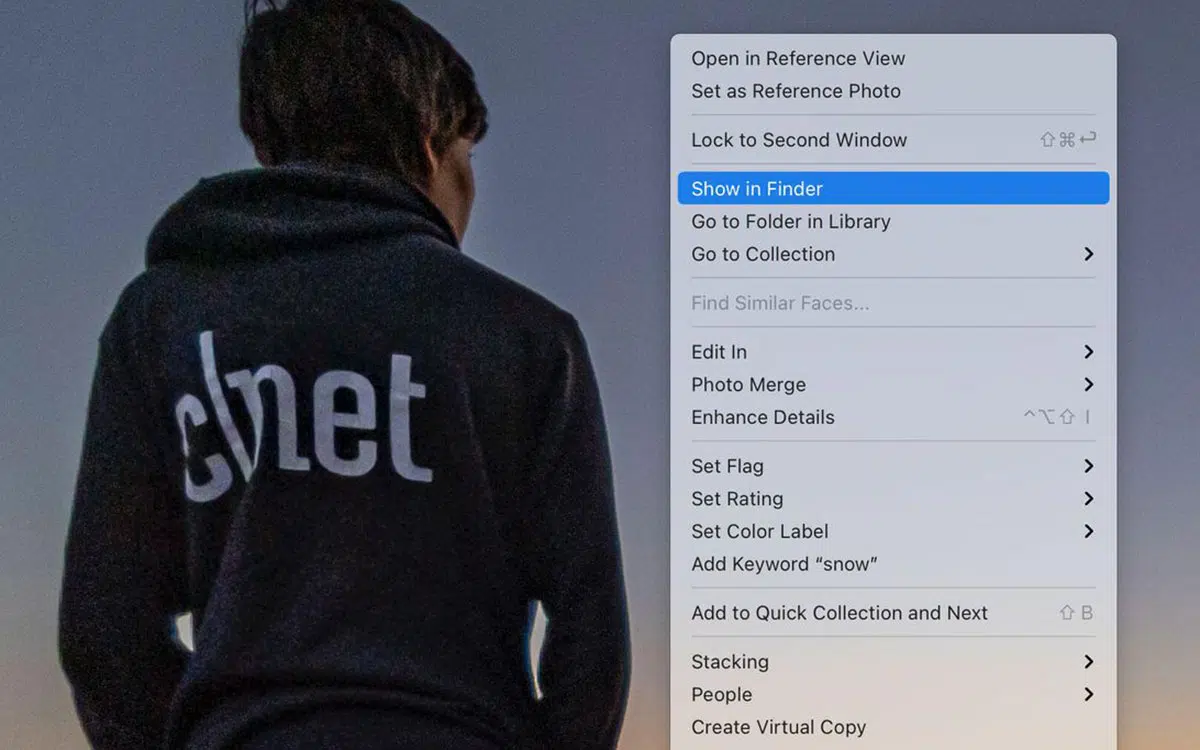 clnet
Open in Reference View
Set as Reference Photo
Lock to Second Window ⇧⌘↩
Show in Finder
Go to Folder in Library
Go to Collection
Find Similar Faces...
Edit In
Photo Merge
Enhance Details ^⌥⇧ I
Set Flag
Set Rating
Set Color Label
Add Keyword “snow”
Add to Quick Collection and Next ⇧ B
Stacking
People
Create Virtual Copy